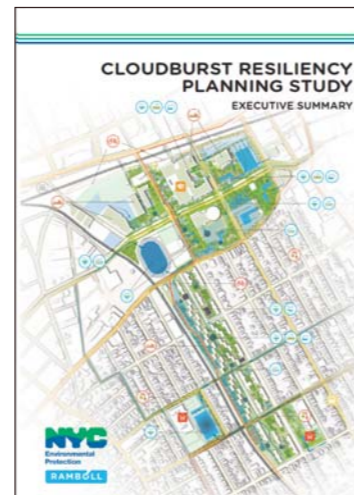 CLOUDBURST RESILIENCY
PLANNING STUDY
EXECUTIVE SUMMARY
NYC
Environmental
Protection
RAMBOLL